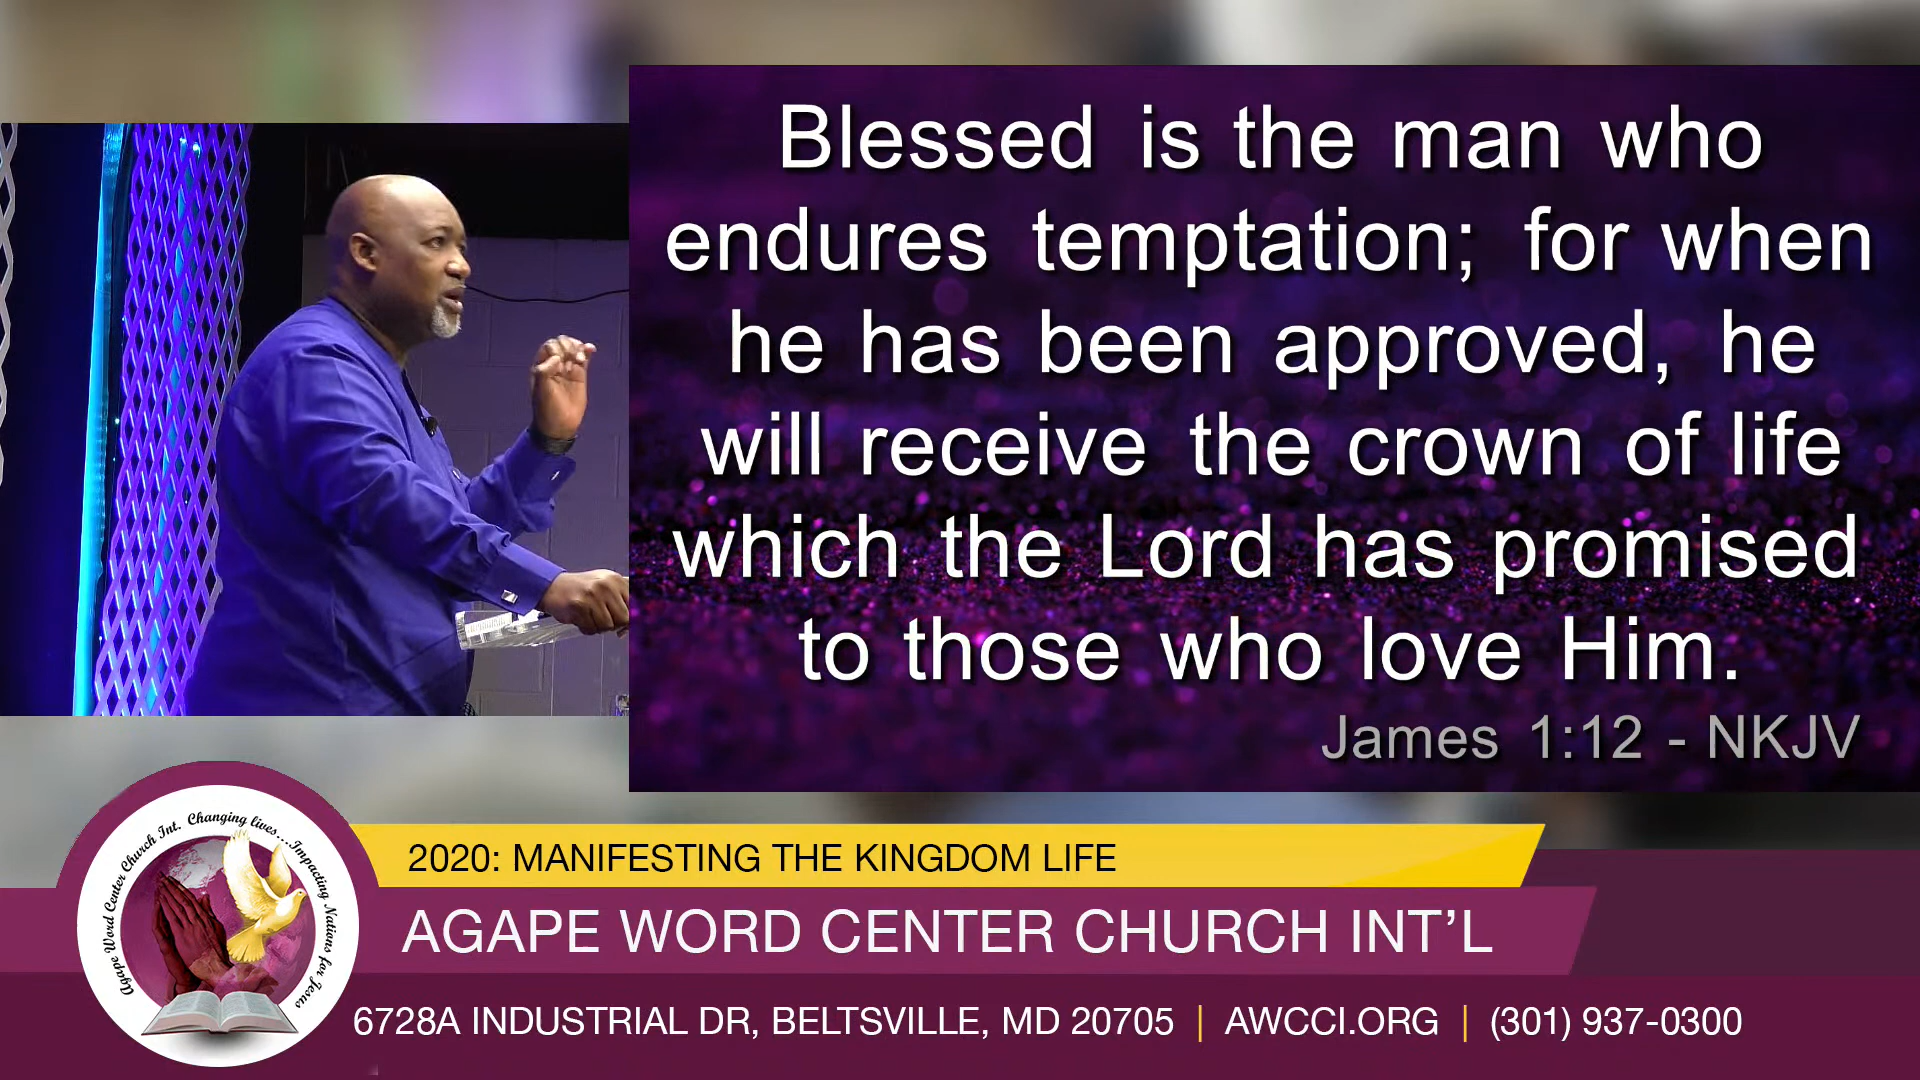 Blessed is the man who
endures temptation; for when
he has been approved, he
will receive the crown of life
which the Lord has promised
to those who love Him.
James 1:12 - NKJV
2020: MANIFESTING THE KINGDOM LIFE
AGAPE WORD CENTER CHURCH INT’L
6728A INDUSTRIAL DR, BELTSVILLE, MD 20705 | AWCCI.ORG | (301) 937-0300
Agape Word Center Church Int. Changing lives...Impacting Nations for Jesus